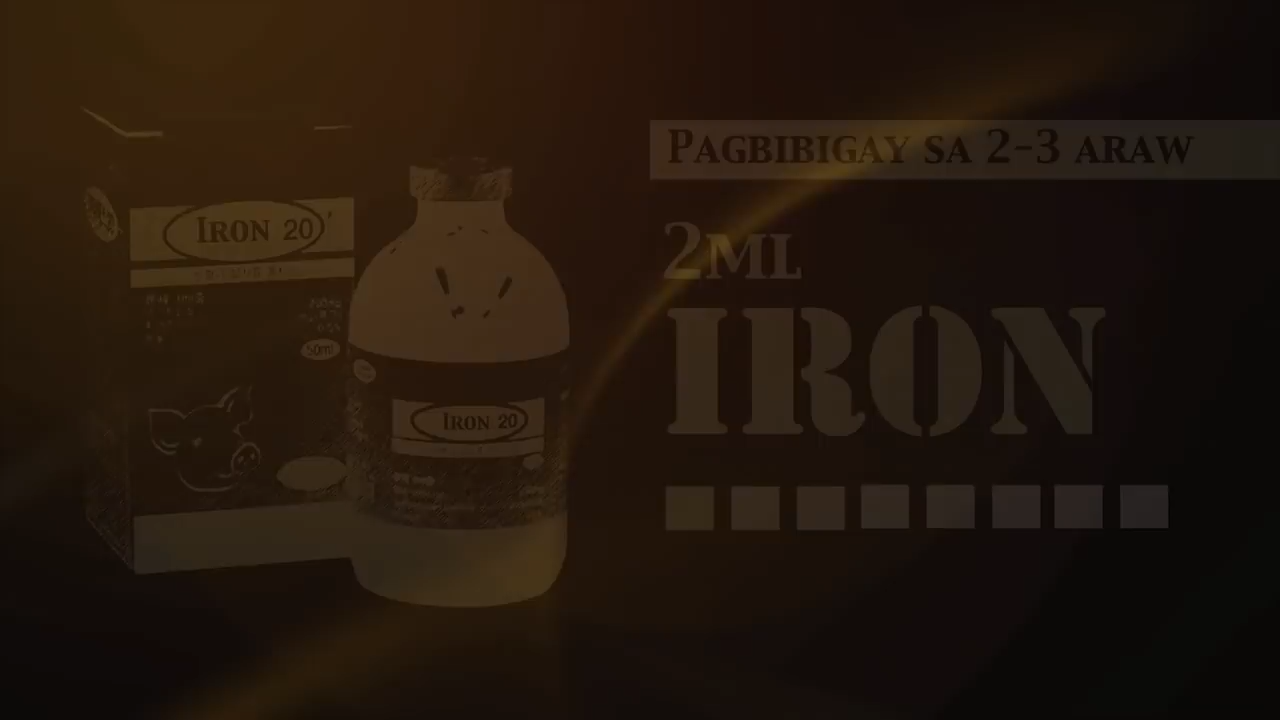 PAGBIBIGAY SA 2-3 ARAW
2ML
IRON
IRON 20
50ml
IRON 20